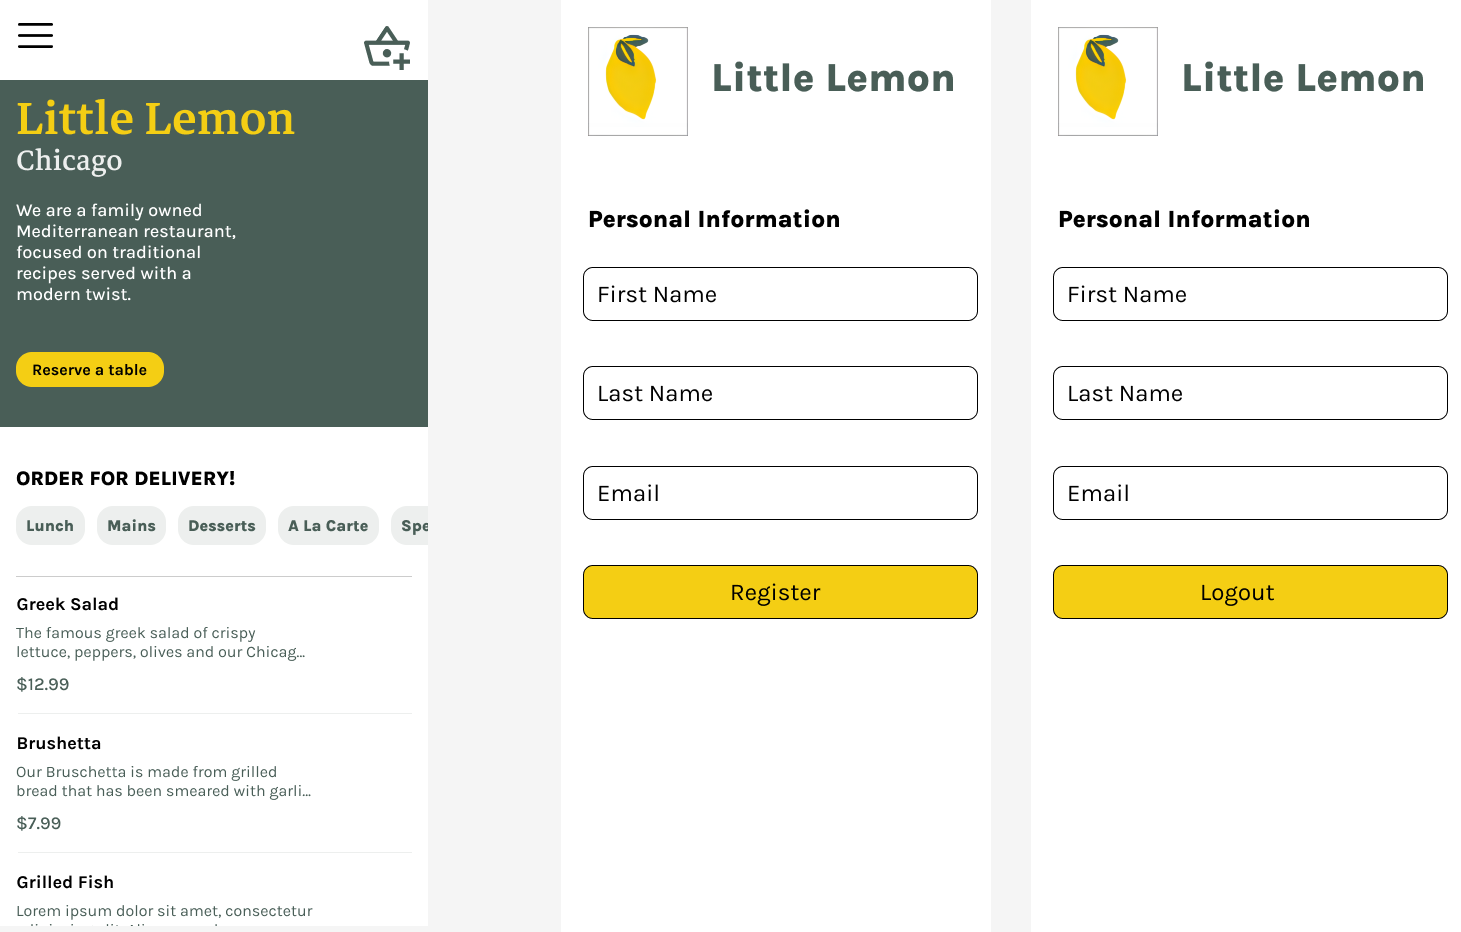 Little Lemon
Chicago
We are a family owned
Mediterranean restaurant,
focused on traditional
recipes served with a
modern twist.
Reserve a table
ORDER FOR DELIVERY!
Lunch Mains Desserts A La Carte Spe
Greek Salad
The famous greek salad of crispy
lettuce, peppers, olives and our Chicag...
$12.99
Brushetta
Our Bruschetta is made from grilled
bread that has been smeared with garli...
$7.99
Grilled Fish
Lorem ipsum dolor sit amet, consectetur
Little Lemon
Personal Information
First Name
Last Name
Email
Register
Little Lemon
Personal Information
First Name
Last Name
Email
Logout